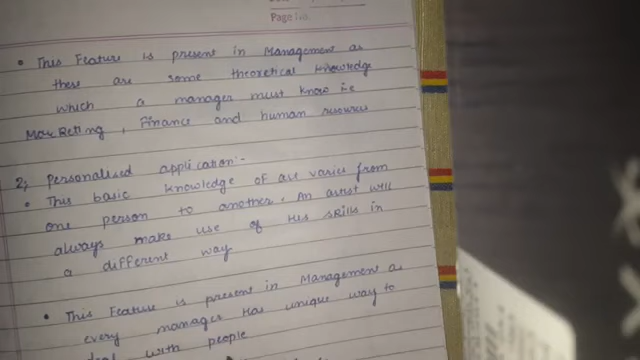 Page No.
• This Feature is present in Management as
there are some theoretical knowledge
which a manager must know i.e
Marketing, Finance and human resources
2) Personalised application:-
• This basic knowledge of art varies from
one person to another. An artist will
always make use of His skills in
a different way
• This Feature is present in Management as
every manager Has unique way to
deal with people